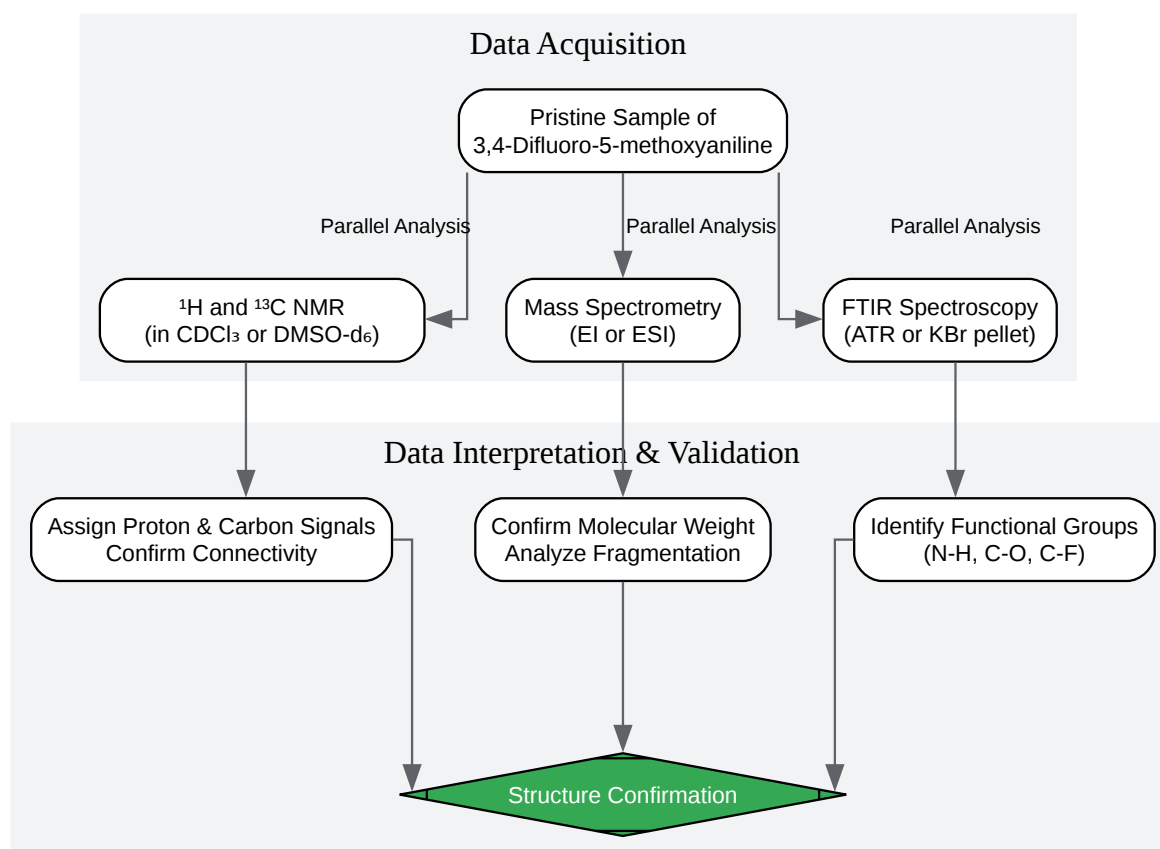 Data Acquisition
Pristine Sample of
3,4-Difluoro-5-methoxyaniline
Parallel Analysis
Parallel Analysis
Parallel Analysis
¹H and ¹³C NMR
(in CDCl₃ or DMSO-d₆)
Mass Spectrometry
(EI or ESI)
FTIR Spectroscopy
(ATR or KBr pellet)
Data Interpretation & Validation
Assign Proton & Carbon Signals
Confirm Connectivity
Confirm Molecular Weight
Analyze Fragmentation
Identify Functional Groups
(N-H, C-O, C-F)
Structure Confirmation